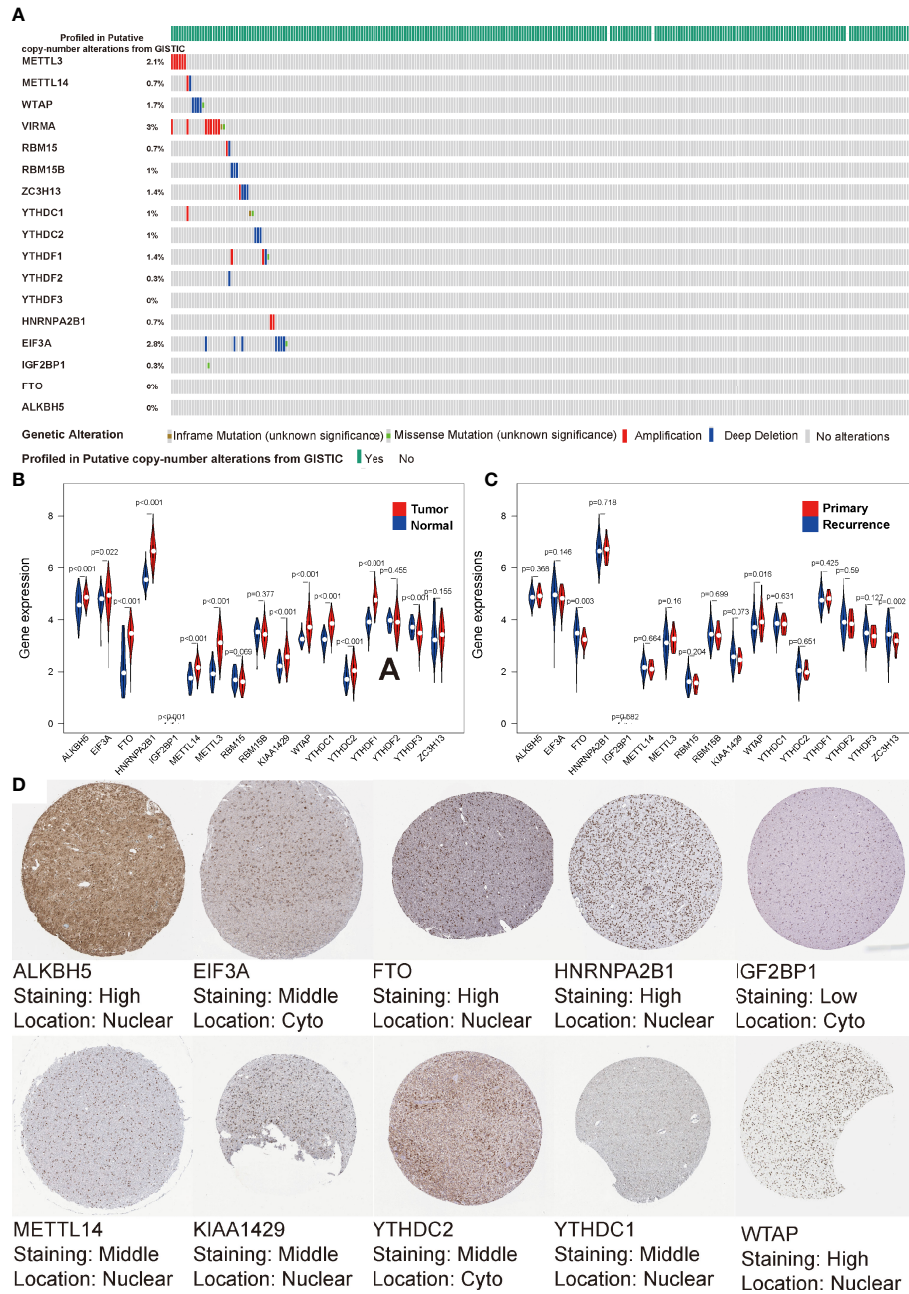 A
Profiled in Putative
copy-number alterations from GISTIC
METTL3 2.1%
METTL14 0.7%
WTAP 1.7%
VIRMA 3%
RBM15 0.7%
RBM15B 1%
ZC3H13 1.4%
YTHDC1 1%
YTHDC2 1%
YTHDF1 1.4%
YTHDF2 0.3%
YTHDF3 0%
HNRNPA2B1 0.7%
EIF3A 2.8%
IGF2BP1 0.3%
FTO 0%
ALKBH5 0%
Genetic Alteration Inframe Mutation (unknown significance) Missense Mutation (unknown significance) Amplification Deep Deletion No alterations
Profiled in Putative copy-number alterations from GISTIC Yes No
B
Gene expression
8
6
4
2
0
Tumor
Normal
p<0.001
p=0.022
p<0.001
p<0.001
p<0.001
p<0.001
p<0.001
p=0.069
p=0.377
p<0.001
p<0.001
p<0.001
p<0.001
p<0.001
p=0.455
p<0.001
p=0.155
A
ALKBH5
EIF3A
FTO
HNRNPA2B1
IGF2BP1
METTL14
METTL3
RBM15
RBM15B
KIAA1429
WTAP
YTHDC1
YTHDC2
YTHDF1
YTHDF2
YTHDF3
ZC3H13
C
Gene expressions
8
6
4
2
0
Primary
Recurrence
p=0.368
p=0.146
p=0.003
p=0.718
p=0.582
p=0.664
p=0.16
p=0.204
p=0.699
p=0.73
p=0.016
p=0.631
p=0.651
p=0.425
p=0.59
p=0.127
p=0.002
ALKBH5
EIF3A
FTO
HNRNPA2B1
IGF2BP1
METTL14
METTL3
RBM15
RBM15B
KIAA1429
WTAP
YTHDC1
YTHDC2
YTHDF1
YTHDF2
YTHDF3
ZC3H13
D
ALKBH5
Staining: High
Location: Nuclear
EIF3A
Staining: Middle
Location: Cyto
FTO
Staining: High
Location: Nuclear
HNRNPA2B1
Staining: High
Location: Nuclear
IGF2BP1
Staining: Low
Location: Cyto
METTL14
Staining: Middle
Location: Nuclear
KIAA1429
Staining: Middle
Location: Nuclear
YTHDC2
Staining: Middle
Location: Cyto
YTHDC1
Staining: Middle
Location: Nuclear
WTAP
Staining: High
Location: Nuclear